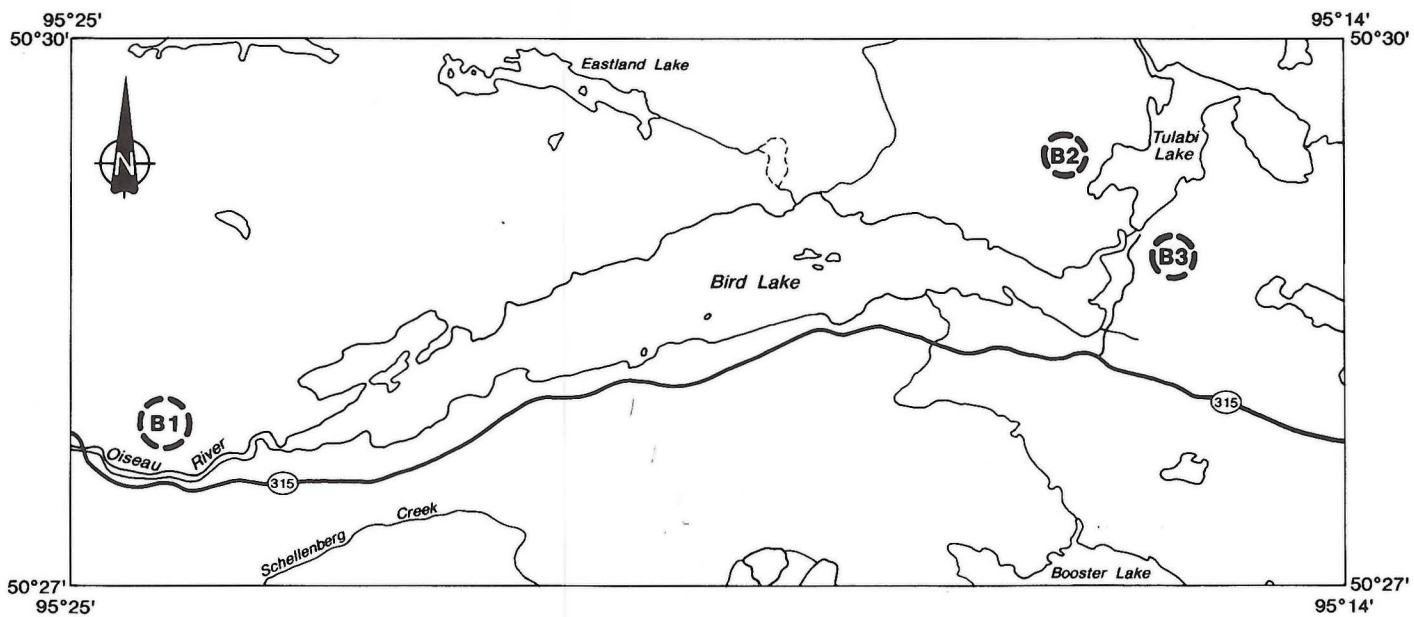 95°25'
95°14'
50°30'
50°30'
Eastland Lake
N
B2
Tulabi
Lake
B3
Bird Lake
B1
315
Oiseau River
315
Schellenberg Creek
Booster Lake
50°27'
50°27'
95°25'
95°14'